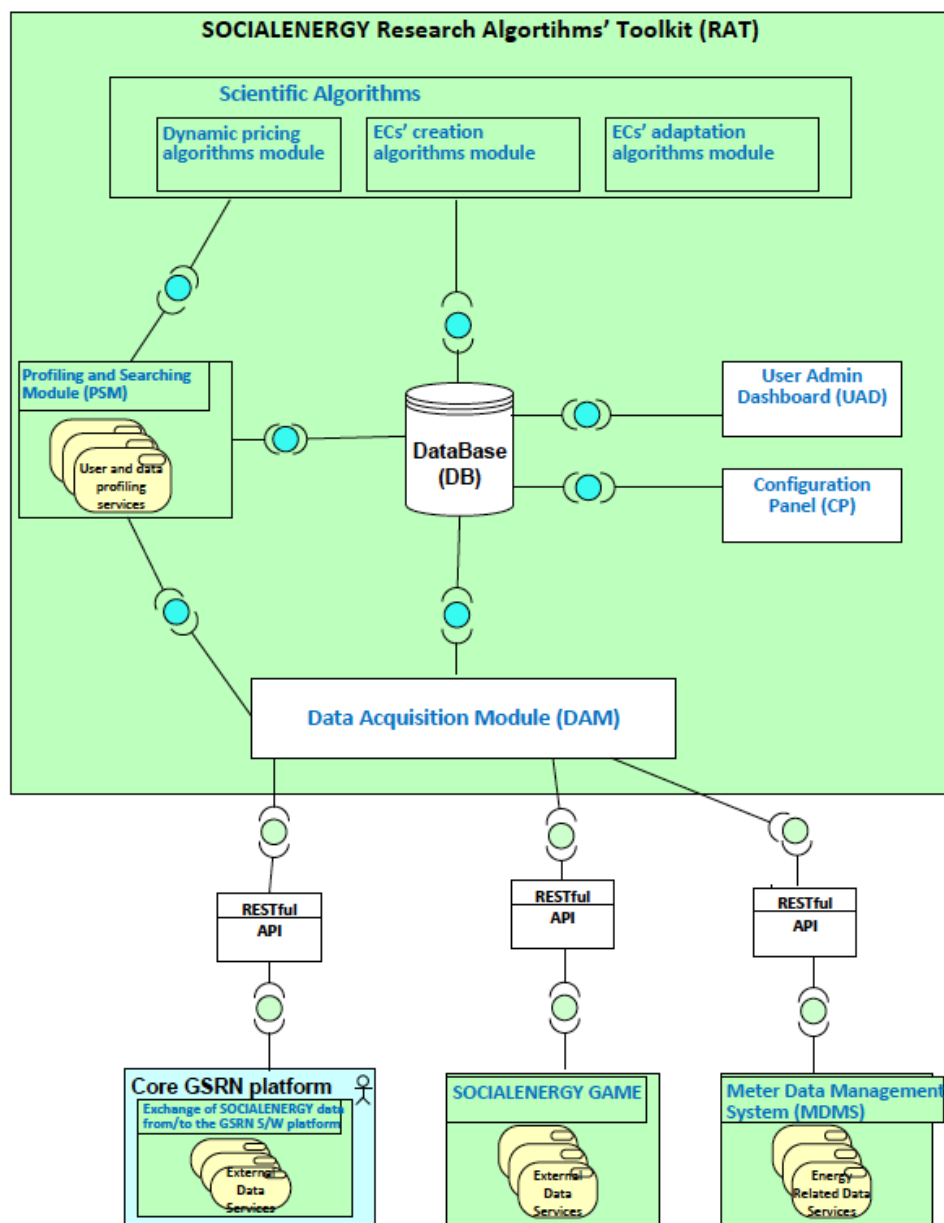 SOCIALENERGY Research Algortihms' Toolkit (RAT)
Scientific Algorithms
Dynamic pricing
algorithms module
ECs' creation
algorithms module
ECs' adaptation
algorithms module
Profiling and Searching
Module (PSM)
User and data
profiling
services
DataBase
(DB)
User Admin
Dashboard (UAD)
Configuration
Panel (CP)
Data Acquisition Module (DAM)
RESTful
API
RESTful
API
RESTful
API
Core GSRN platform
Exchange of SOCIALENERGY data
from/to the GSRN S/W platform
External
Data
Services
SOCIALENERGY GAME
External
Data
Services
Meter Data Management
System (MDMS)
Energy
Related Data
Services